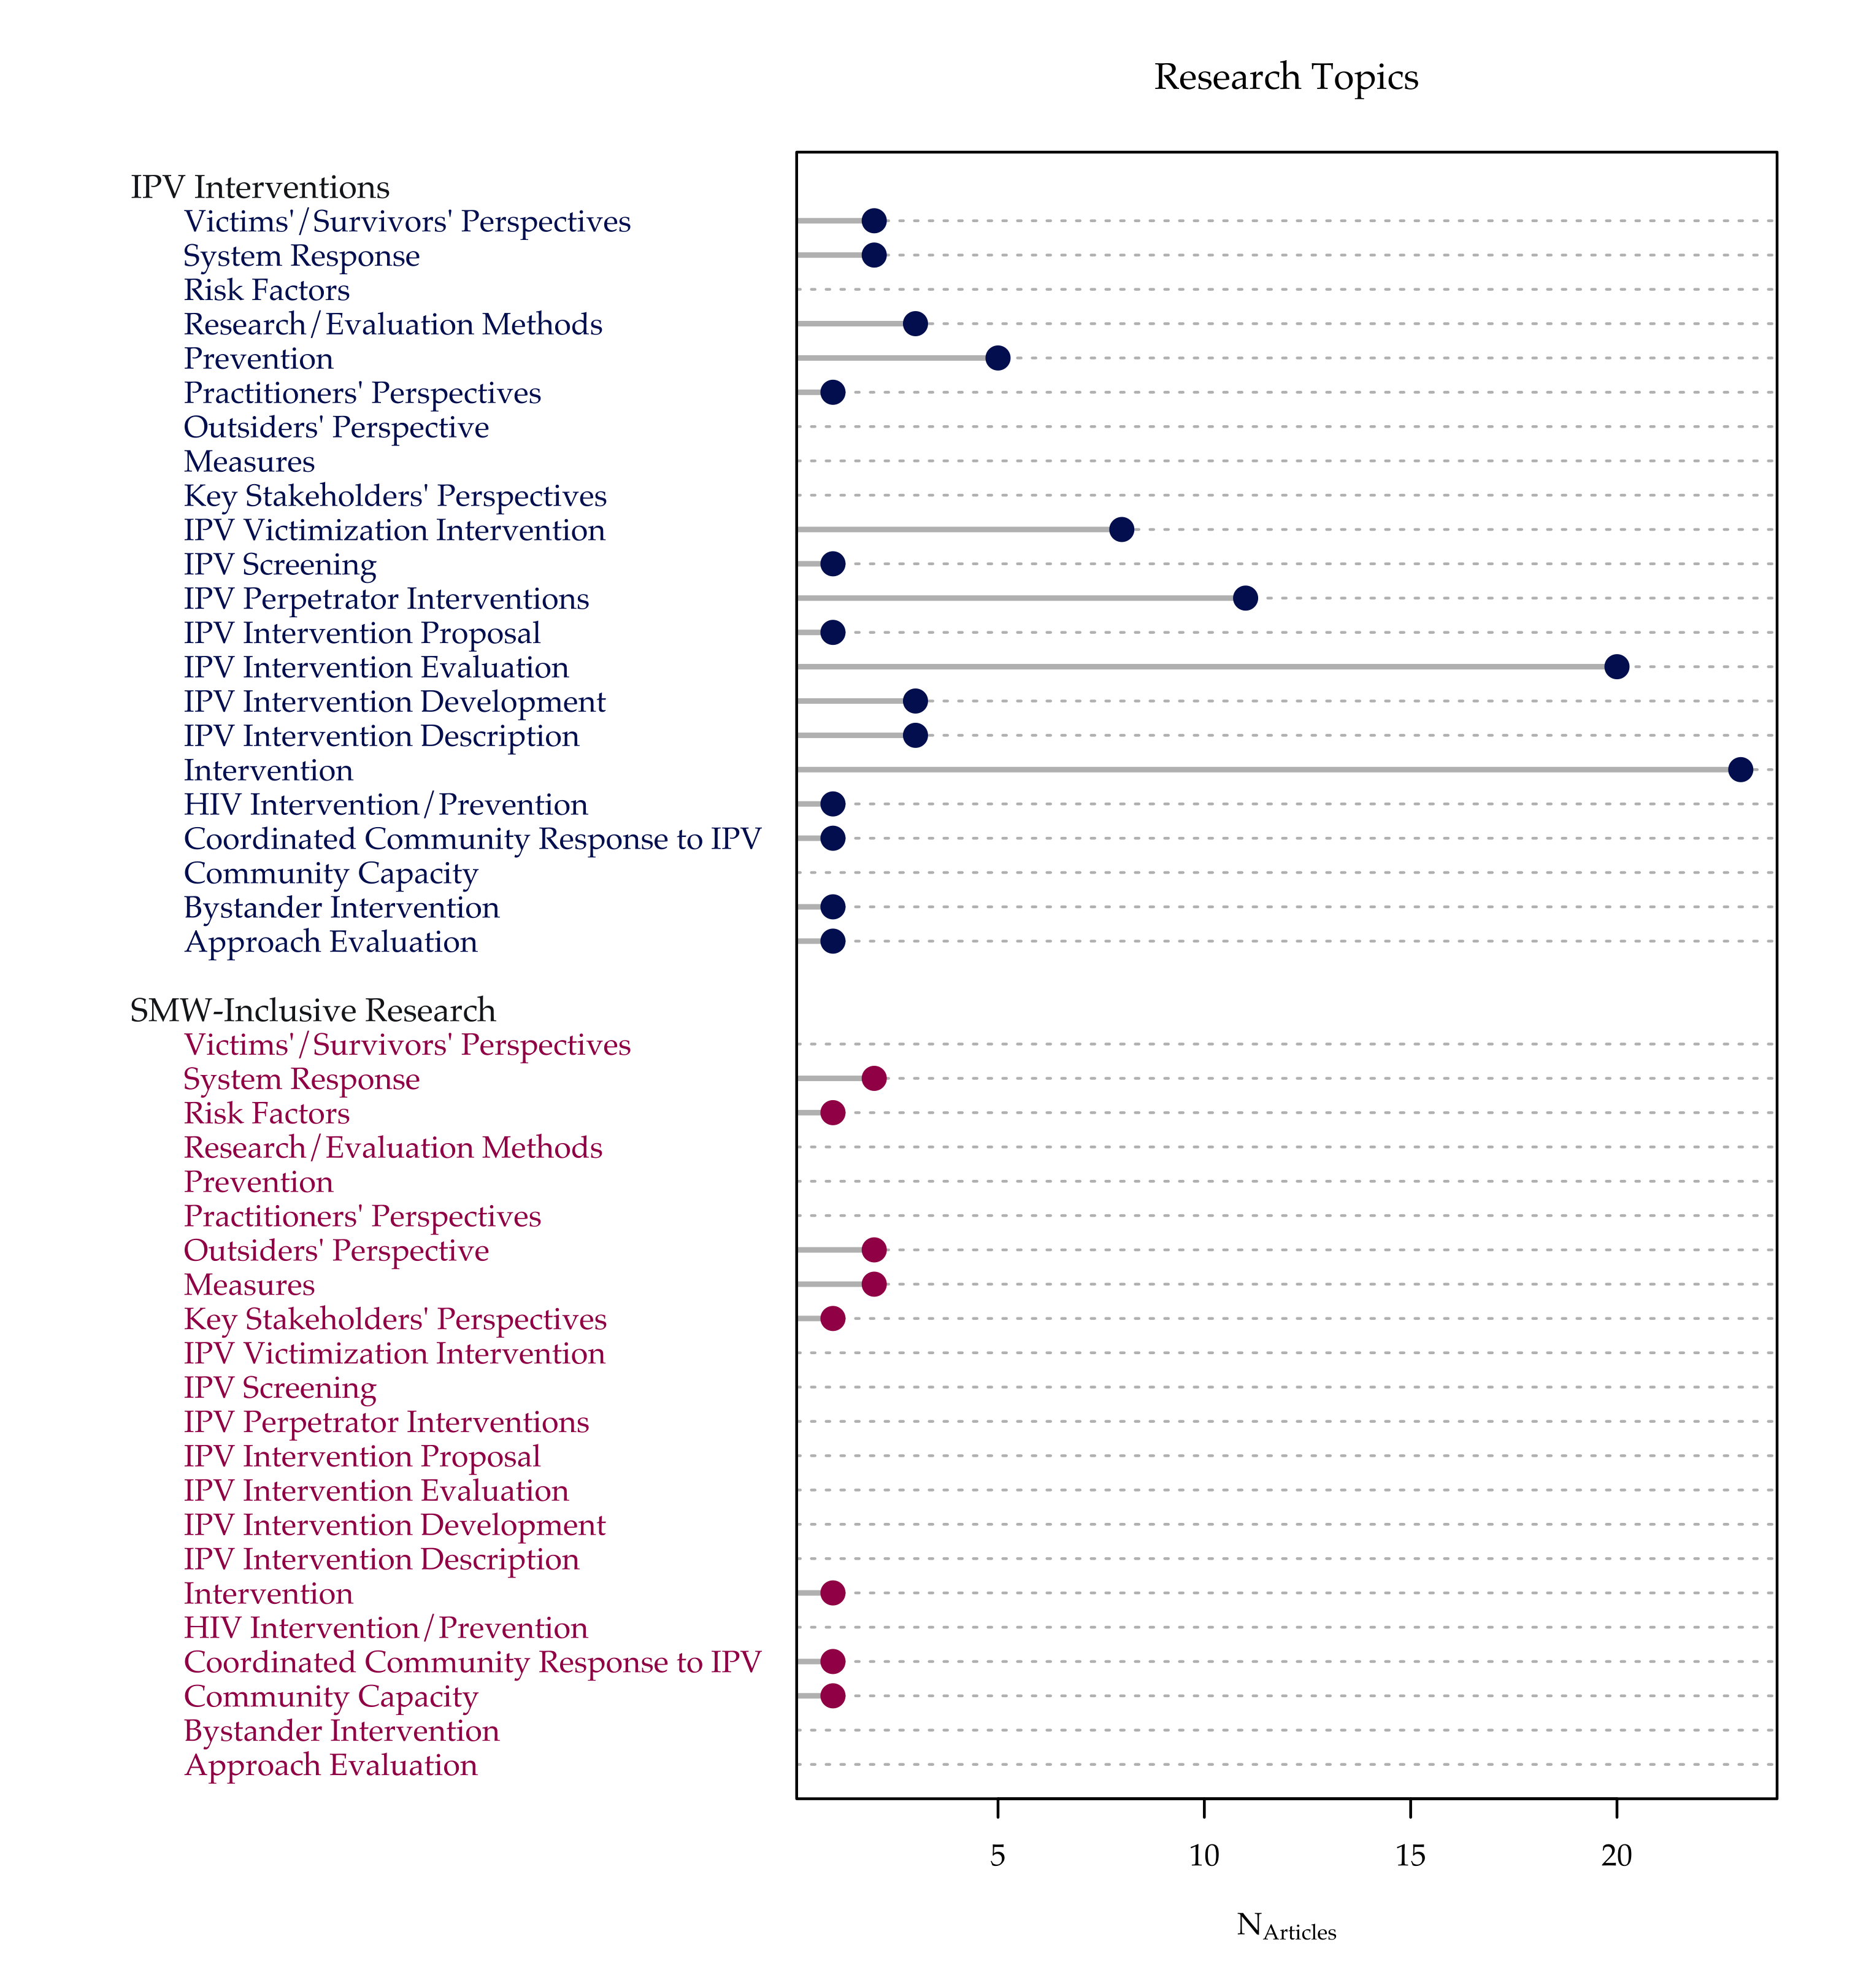 Research Topics
IPV Interventions
Victims'/Survivors' Perspectives
System Response
Risk Factors
Research/Evaluation Methods
Prevention
Practitioners' Perspectives
Outsiders' Perspective
Measures
Key Stakeholders' Perspectives
IPV Victimization Intervention
IPV Screening
IPV Perpetrator Interventions
IPV Intervention Proposal
IPV Intervention Evaluation
IPV Intervention Development
IPV Intervention Description
Intervention
HIV Intervention/Prevention
Coordinated Community Response to IPV
Community Capacity
Bystander Intervention
Approach Evaluation
SMW-Inclusive Research
Victims'/Survivors' Perspectives
System Response
Risk Factors
Research/Evaluation Methods
Prevention
Practitioners' Perspectives
Outsiders' Perspective
Measures
Key Stakeholders' Perspectives
IPV Victimization Intervention
IPV Screening
IPV Perpetrator Interventions
IPV Intervention Proposal
IPV Intervention Evaluation
IPV Intervention Development
IPV Intervention Description
Intervention
HIV Intervention/Prevention
Coordinated Community Response to IPV
Community Capacity
Bystander Intervention
Approach Evaluation
5 10 15 20
N Articles